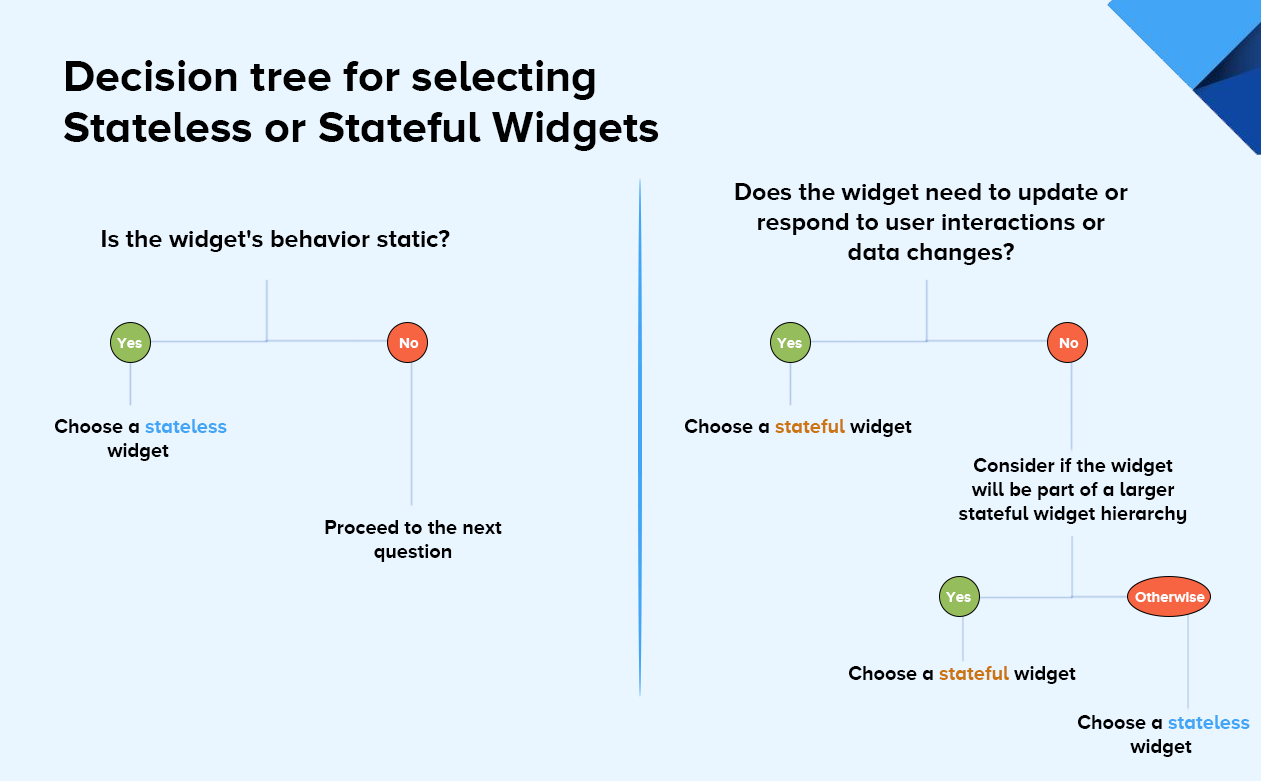 Decision tree for selecting
Stateless or Stateful Widgets
Is the widget's behavior static?
Yes
No
Choose a stateless
widget
Proceed to the next
question
Does the widget need to update or
respond to user interactions or
data changes?
Yes
No
Choose a stateful widget
Consider if the widget
will be part of a larger
stateful widget hierarchy
Yes
Otherwise
Choose a stateful widget
Choose a stateless
widget